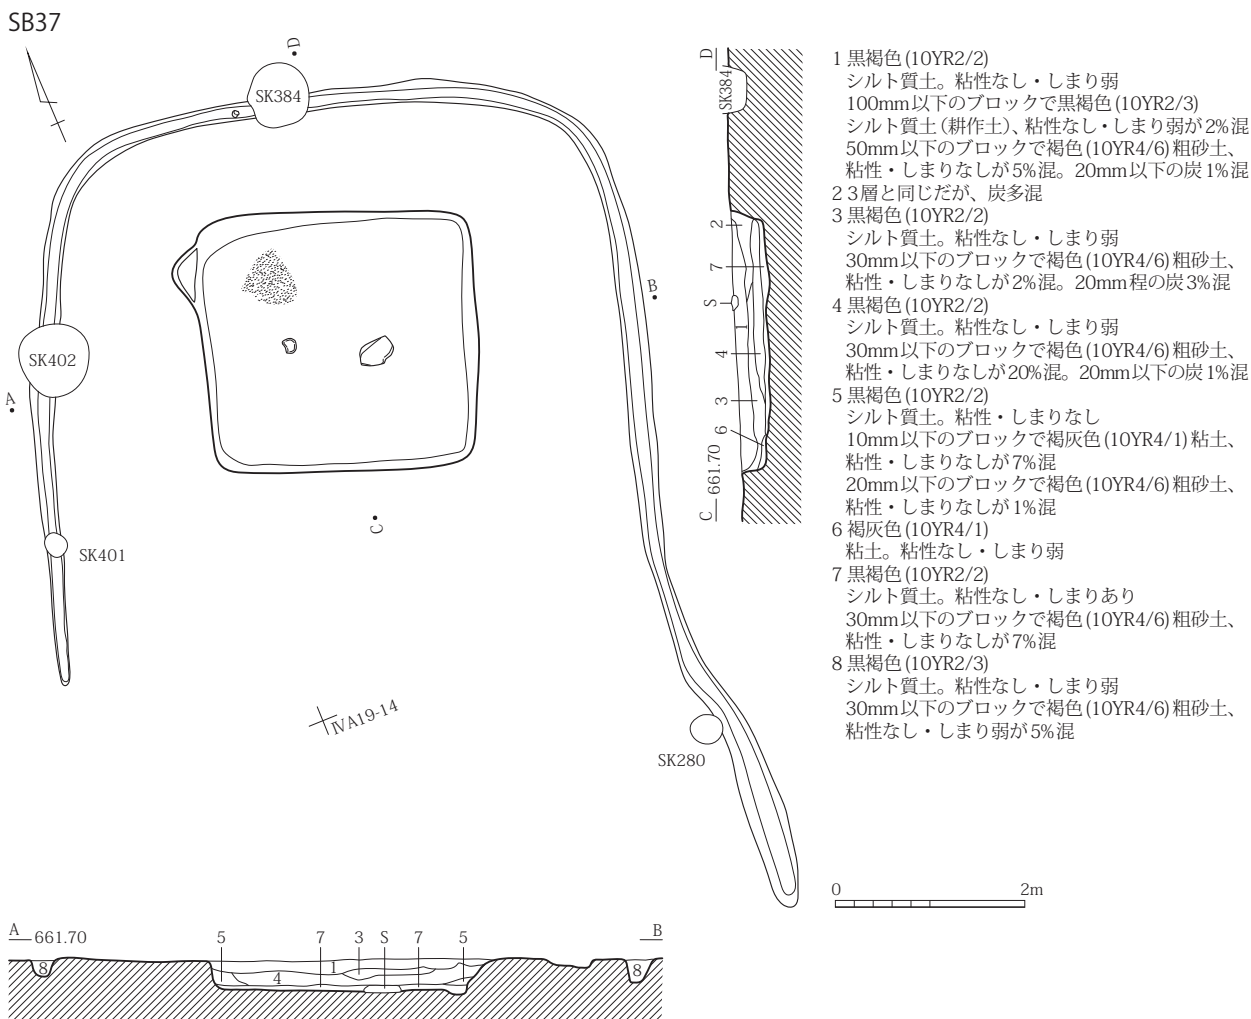 SB37
D
SK384
B
SK402
A
SK401
C
ⅣA19-14
SK280
D
SK384
2
7
S
4
3
6
C 661.70
1 黒褐色(10YR2/2)
シルト質土。粘性なし・しまり弱
100mm以下のブロックで黒褐色(10YR2/3)
シルト質土(耕作土)、粘性なし・しまり弱が2%混
50mm以下のブロックで褐色(10YR4/6)粗砂土、
粘性・しまりなしが5%混。20mm以下の炭1%混
2 3層と同じだが、炭多混
3 黒褐色(10YR2/2)
シルト質土。粘性なし・しまり弱
30mm以下のブロックで褐色(10YR4/6)粗砂土、
粘性・しまりなしが2%混。20mm程の炭3%混
4 黒褐色(10YR2/2)
シルト質土。粘性なし・しまり弱
30mm以下のブロックで褐色(10YR4/6)粗砂土、
粘性・しまりなしが20%混。20mm以下の炭1%混
5 黒褐色(10YR2/2)
シルト質土。粘性・しまりなし
10mm以下のブロックで褐灰色(10YR4/1)粘土、
粘性・しまりなしが7%混
20mm以下のブロックで褐色(10YR4/6)粗砂土、
粘性・しまりなしが1%混
6 褐灰色(10YR4/1)
粘土。粘性なし・しまり弱
7 黒褐色(10YR2/2)
シルト質土。粘性なし・しまりあり
30mm以下のブロックで褐色(10YR4/6)粗砂土、
粘性・しまりなしが7%混
8 黒褐色(10YR2/3)
シルト質土。粘性なし・しまり弱
30mm以下のブロックで褐色(10YR4/6)粗砂土、
粘性なし・しまり弱が5%混
0 2m
A 661.70 B
5 7 3 S 7 5
8 4 1 8